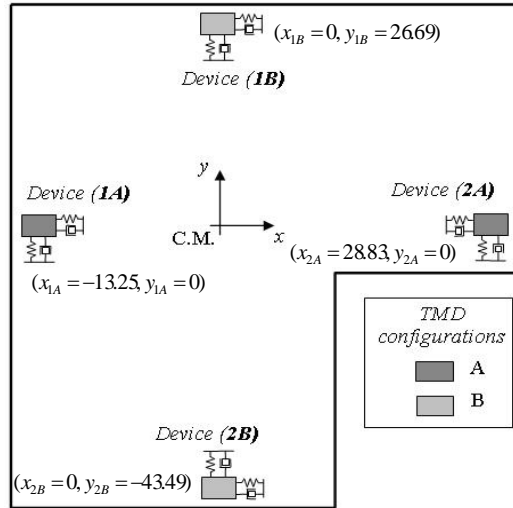 (x1B = 0, y1B = 26.69)
Device (1B)
y
Device (1A)
Device (2A)
C.M.
x
(x2A = 28.83, y2A = 0)
(x1A = −13.25, y1A = 0)
TMD
configurations
A
B
Device (2B)
(x2B = 0, y2B = −43.49)